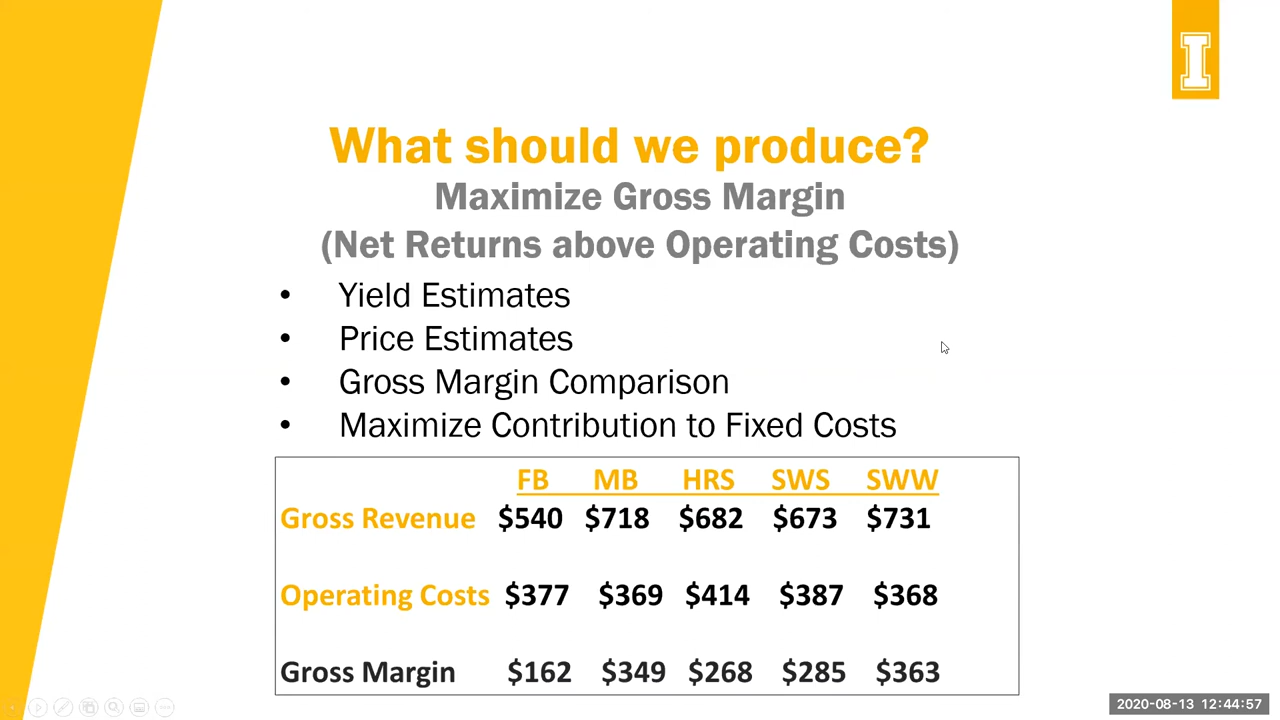 I
What should we produce?
Maximize Gross Margin
(Net Returns above Operating Costs)
• Yield Estimates
• Price Estimates
• Gross Margin Comparison
• Maximize Contribution to Fixed Costs
FB MB HRS SWS SWW
Gross Revenue $540 $718 $682 $673 $731
Operating Costs $377 $369 $414 $387 $368
Gross Margin $162 $349 $268 $285 $363
2020-08-13 12:44:57